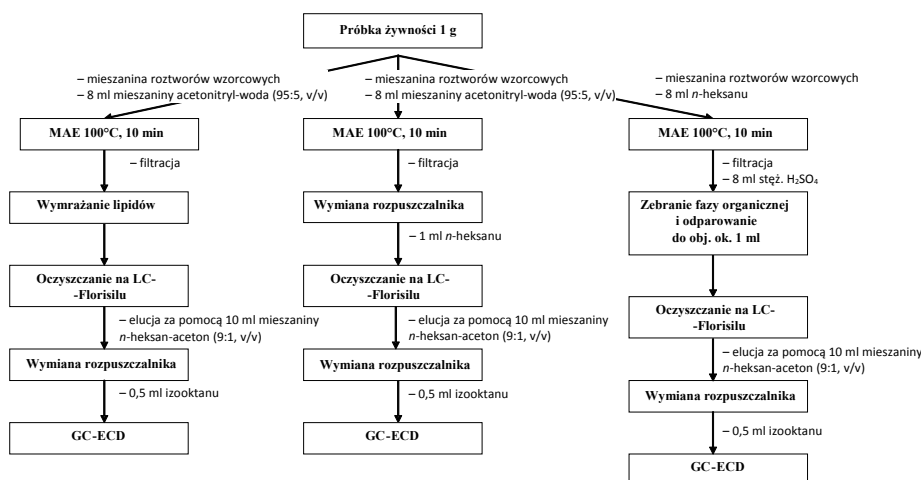 Próbka żywności 1 g
– mieszanina roztworów wzorcowych
– 8 ml mieszaniny acetonitryl-woda (95:5, v/v)
MAE 100°C, 10 min
– filtracja
Wymrażanie lipidów
Oczyszczanie na LC-
-Florisilu
– elucja za pomocą 10 ml mieszaniny
n-heksan-aceton (9:1, v/v)
Wymiana rozpuszczalnika
– 0,5 ml izooktanu
GC-ECD
– mieszanina roztworów wzorcowych
– 8 ml mieszaniny acetonitryl-woda (95:5, v/v)
MAE 100°C, 10 min
– filtracja
Wymiana rozpuszczalnika
– 1 ml n-heksanu
Oczyszczanie na LC-
-Florisilu
– elucja za pomocą 10 ml mieszaniny
n-heksan-aceton (9:1, v/v)
Wymiana rozpuszczalnika
– 0,5 ml izooktanu
GC-ECD
– mieszanina roztworów wzorcowych
– 8 ml n-heksanu
MAE 100°C, 10 min
– filtracja
– 8 ml stęż. H₂SO₄
Zebranie fazy organicznej
i odparowanie
do obj. ok. 1 ml
Oczyszczanie na LC-
-Florisilu
– elucja za pomocą 10 ml mieszaniny
n-heksan-aceton (9:1, v/v)
Wymiana rozpuszczalnika
– 0,5 ml izooktanu
GC-ECD